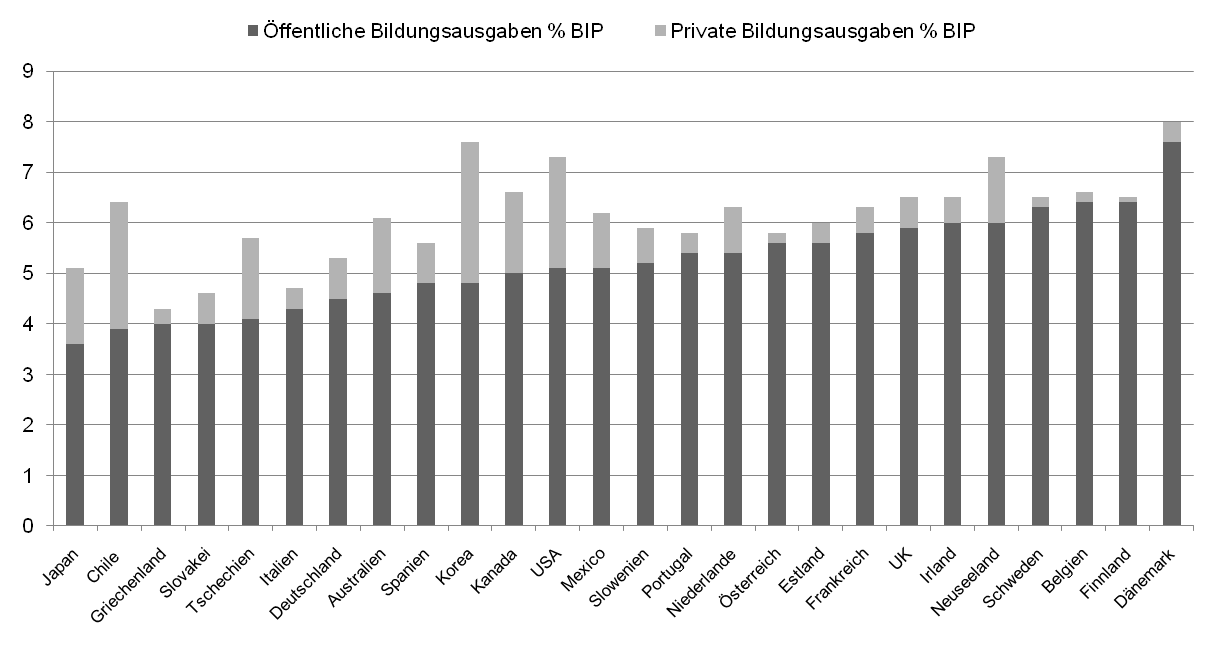 Öffentliche Bildungsausgaben % BIP Private Bildungsausgaben % BIP
9
8
7
6
5
4
3
2
1
0
Japan
Chile
Griechenland
Slovakei
Tschechien
Italien
Deutschland
Australien
Spanien
Korea
Kanada
USA
Mexico
Slowenien
Portugal
Niederlande
Österreich
Estland
Frankreich
UK
Irland
Neuseeland
Schweden
Belgien
Finnland
Dänemark